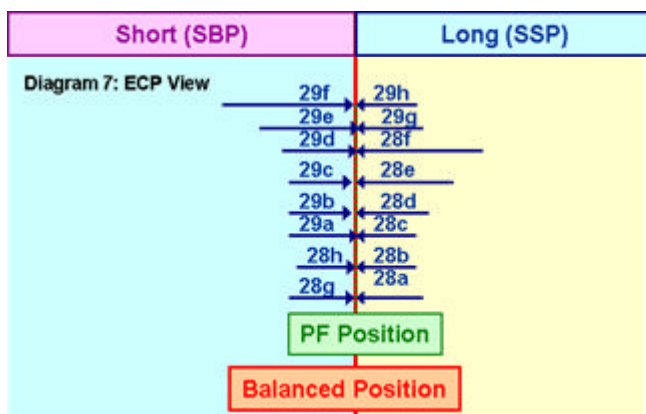 Short (SBP) Long (SSP)
Diagram 7: ECP View
29f 29h
29e 29g
29d 28f
29c 28e
29b 28d
29a 28c
28h 28b
28a
28g
PF Position
Balanced Position